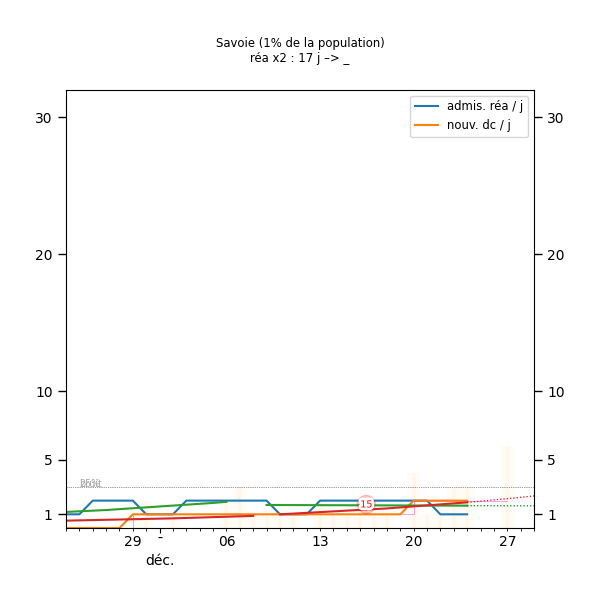 Savoie (1% de la population)
réa x2 : 17 j –> _
admis. réa / j
nouv. dc / j
30 30
20 20
10 10
5 5
15
1 1
29 - 06 13 20 27
déc.